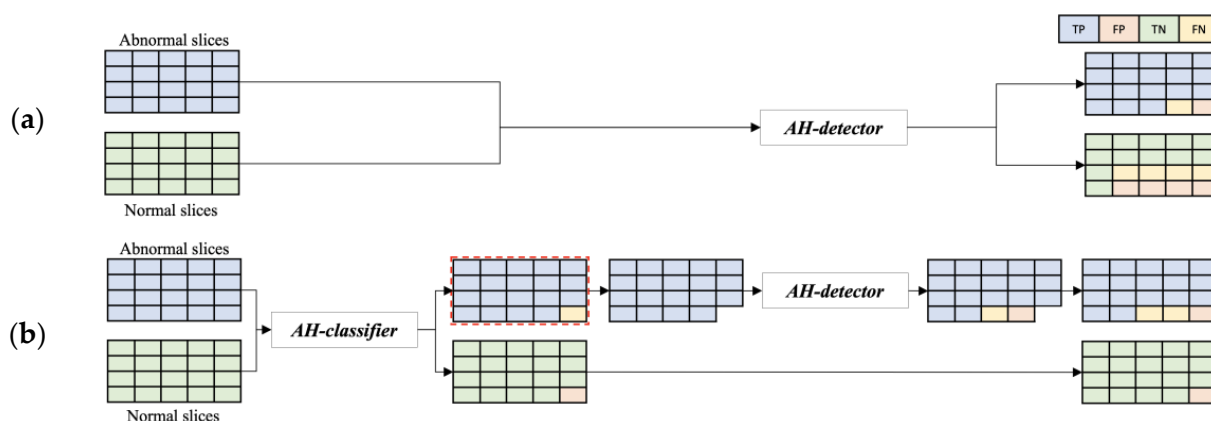 TP FP TN FN
Abnormal slices
(a)
AH-detector
Normal slices
Abnormal slices
AH-detector
(b)
AH-classifier
Normal slices